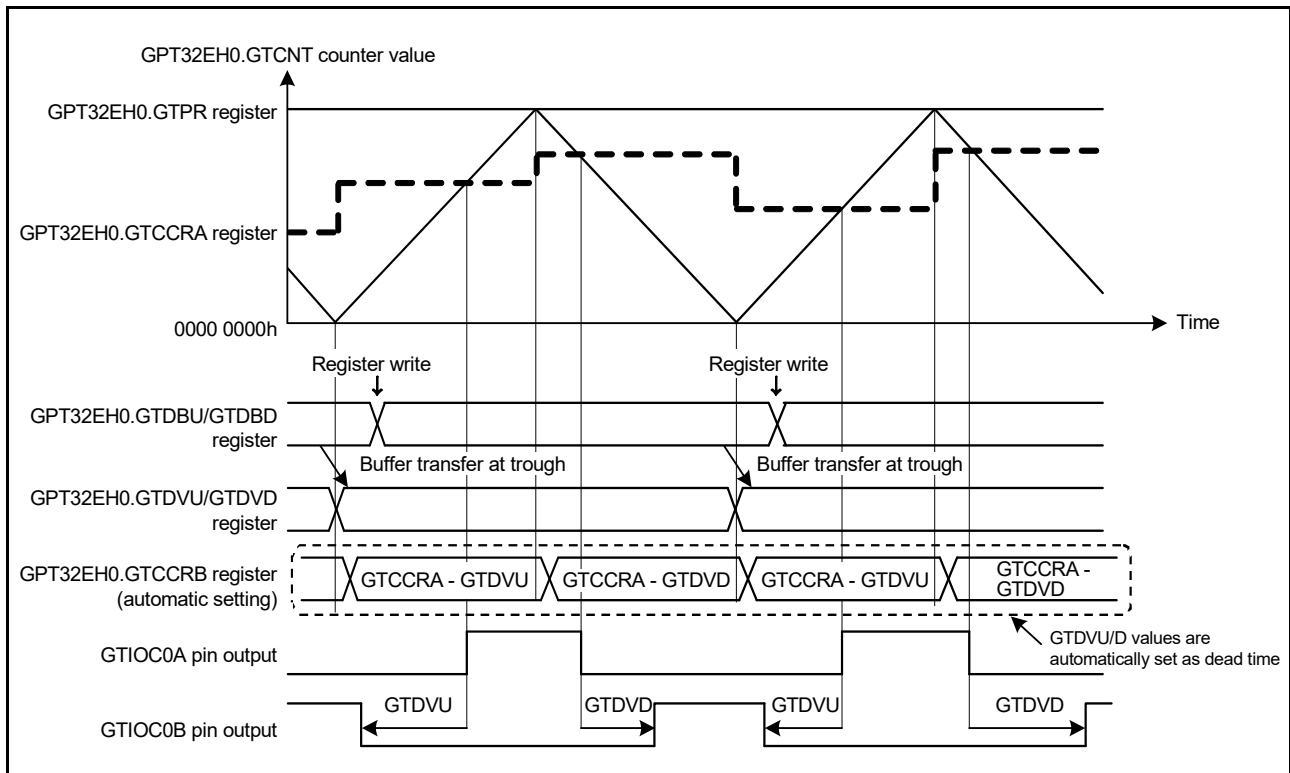 GPT32EH0.GTCNT counter value
GPT32EH0.GTPR register
GPT32EH0.GTCCRA register
0000 0000h
Time
Register write
Register write
GPT32EH0.GTDBU/GTDBD
register
Buffer transfer at trough
Buffer transfer at trough
GPT32EH0.GTDVU/GTDVD
register
GPT32EH0.GTCCRB register
(automatic setting)
GTCCRA - GTDVU
GTCCRA - GTDVD
GTCCRA - GTDVU
GTCCRA -
GTDVD
GTDVU/D values are
automatically set as dead time
GTIOC0A pin output
GTDVU
GTDVD
GTDVU
GTDVD
GTIOC0B pin output